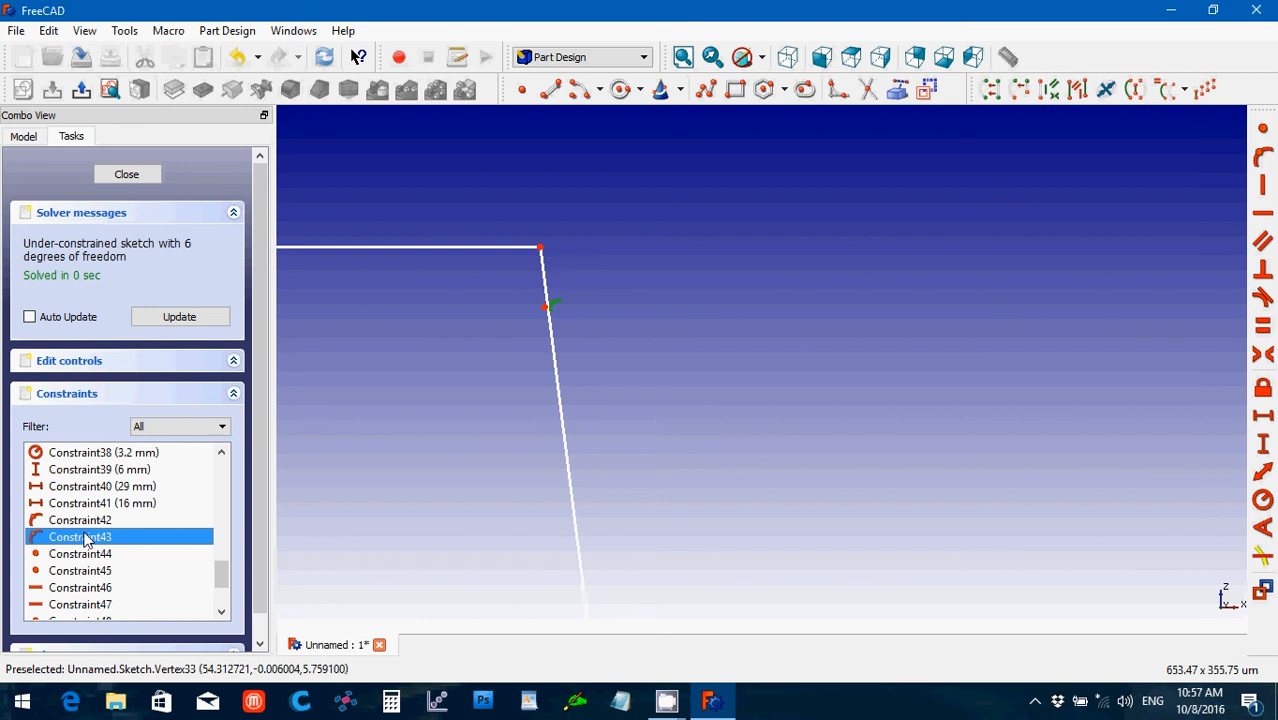 FreeCAD
File Edit View Tools Macro Part Design Windows Help
Part Design
Combo View
Model Tasks
Close
Solver messages
Under-constrained sketch with 6
degrees of freedom
Solved in 0 sec
Auto Update Update
Edit controls
Constraints
Filter: All
Constraint38 (3.2 mm)
Constraint39 (6 mm)
Constraint40 (29 mm)
Constraint41 (16 mm)
Constraint42
Constraint43
Constraint44
Constraint45
Constraint46
Constraint47
Z
Y X
Unnamed : 1*
Preselected: Unnamed.Sketch.Vertex33 (54.312721,-0.006004,5.759100)
653.47 x 355.75 um
ENG
10:57 AM
10/8/2016